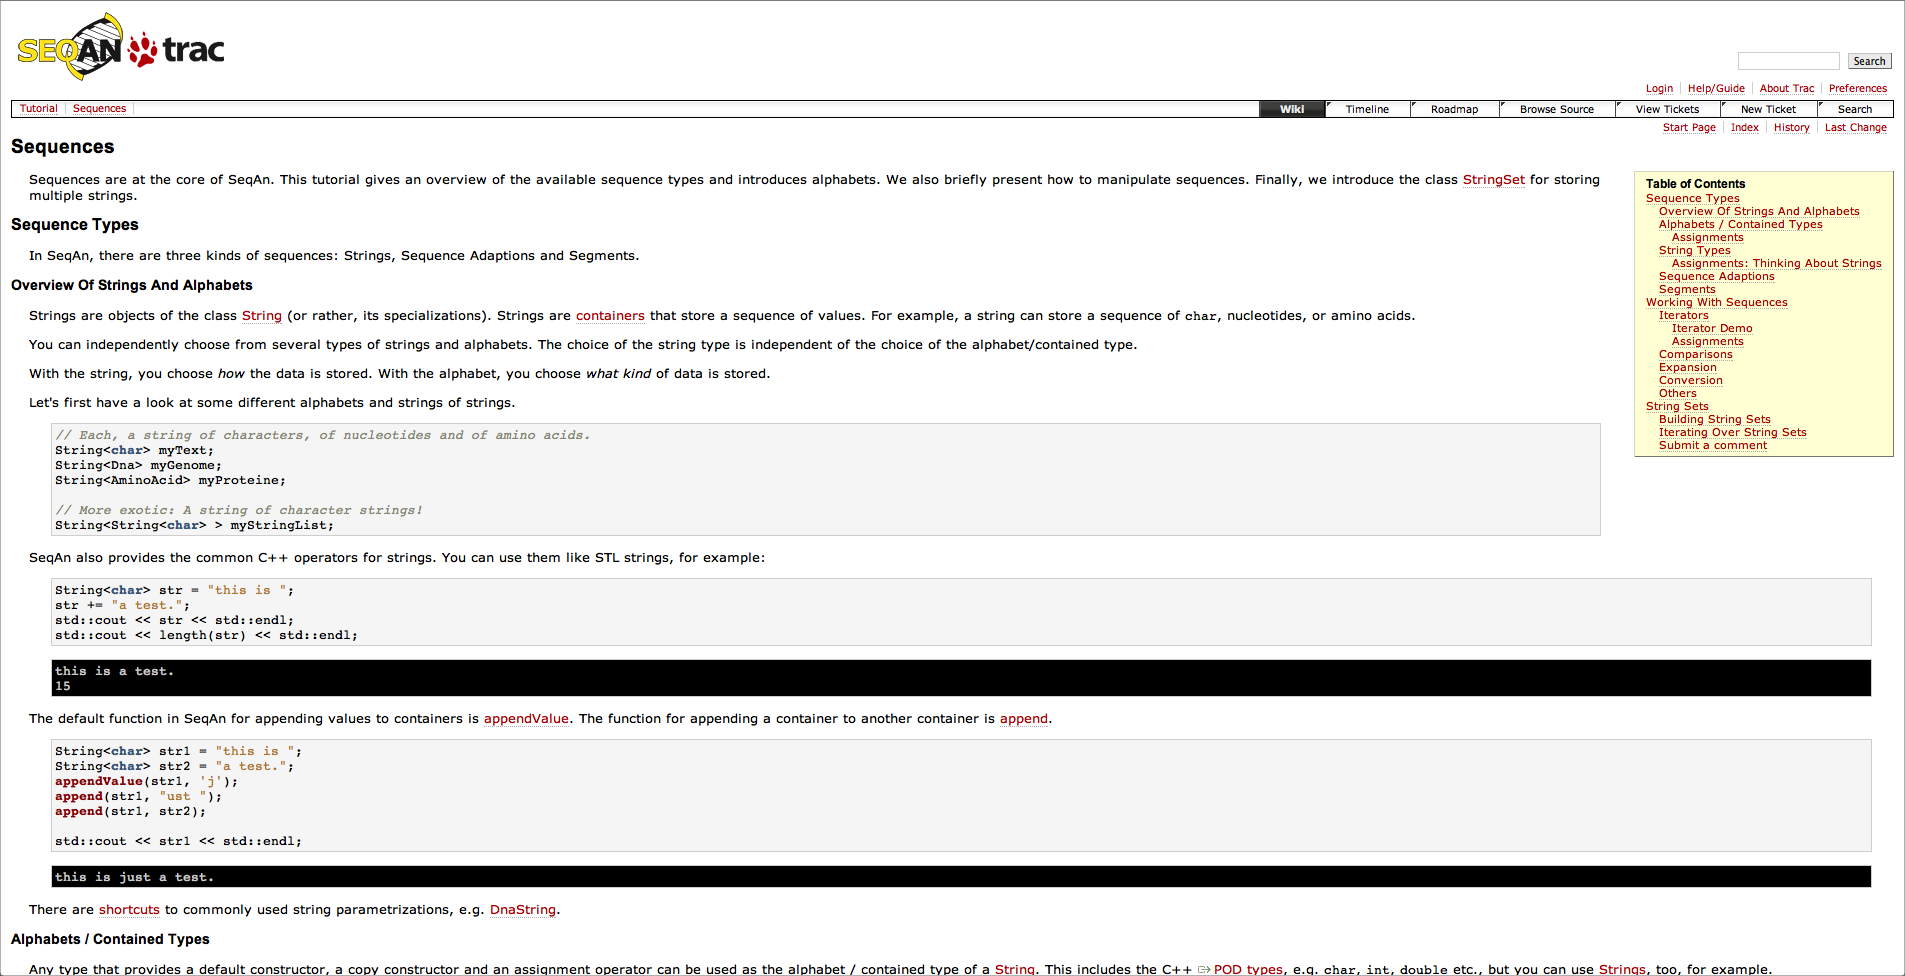 SEQAN trac
Search
Login Help/Guide About Trac Preferences
Tutorial Sequences Wiki Timeline Roadmap Browse Source View Tickets New Ticket Search
Start Page Index History Last Change
Sequences
Sequences are at the core of SeqAn. This tutorial gives an overview of the available sequence types and introduces alphabets. We also briefly present how to manipulate sequences. Finally, we introduce the class StringSet for storing
multiple strings.
Sequence Types
In SeqAn, there are three kinds of sequences: Strings, Sequence Adaptions and Segments.
Overview Of Strings And Alphabets
Strings are objects of the class String (or rather, its specializations). Strings are containers that store a sequence of values. For example, a string can store a sequence of char, nucleotides, or amino acids.
You can independently choose from several types of strings and alphabets. The choice of the string type is independent of the choice of the alphabet/contained type.
With the string, you choose how the data is stored. With the alphabet, you choose what kind of data is stored.
Let's first have a look at some different alphabets and strings of strings.
// Each, a string of characters, of nucleotides and of amino acids.
String<char> myText;
String<Dna> myGenome;
String<AminoAcid> myProteine;
// More exotic: A string of character strings!
String<String<char> > myStringList;
Table of Contents
Sequence Types
Overview Of Strings And Alphabets
Alphabets / Contained Types
Assignments
String Types
Assignments: Thinking About Strings
Sequence Adaptions
Segments
Working With Sequences
Iterators
Iterator Demo
Assignments
Comparisons
Expansion
Conversion
Others
String Sets
Building String Sets
Iterating Over String Sets
Submit a comment
SeqAn also provides the common C++ operators for strings. You can use them like STL strings, for example:
String<char> str = "this is ";
str += "a test.";
std::cout << str << std::endl;
std::cout << length(str) << std::endl;
this is a test.
15
The default function in SeqAn for appending values to containers is appendValue. The function for appending a container to another container is append.
String<char> str1 = "this is ";
String<char> str2 = "a test.";
appendValue(str1, 'j');
append(str1, "ust ");
append(str1, str2);
std::cout << str1 << std::endl;
this is just a test.
There are shortcuts to commonly used string parametrizations, e.g. DnaString.
Alphabets / Contained Types
Any type that provides a default constructor, a copy constructor and an assignment operator can be used as the alphabet / contained type of a String. This includes the C++ POD types, e.g. char, int, double etc., but you can use Strings, too, for example.